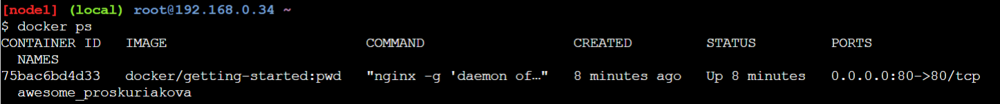 [node1] (local) root@192.168.0.34 ~
$ docker ps
CONTAINER ID   IMAGE                        COMMAND                  CREATED         STATUS         PORTS
  NAMES
75bac6bd4d33   docker/getting-started:pwd   "nginx -g 'daemon of…"   8 minutes ago   Up 8 minutes   0.0.0.0:80->80/tcp
  awesome_proskuriakova